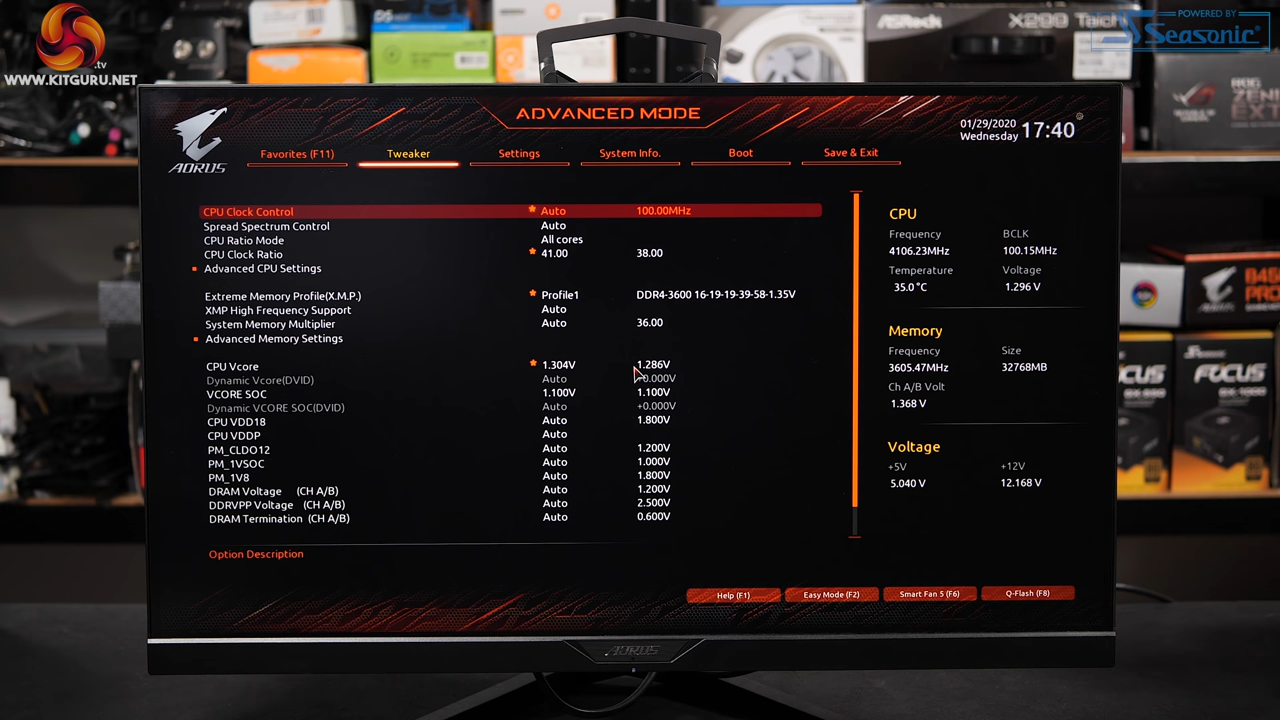 .tv
WWW.KITGURU.NET
ASRock X299 Taichi
POWERED BY
Seasonic
ROG
ADVANCED MODE
AORUS
01/29/2020
Wednesday 17:40
Favorites (F11) Tweaker Settings System Info. Boot Save & Exit
CPU Clock Control Auto 100.00MHz
Spread Spectrum Control Auto
CPU Ratio Mode All cores
CPU Clock Ratio 41.00 38.00
Advanced CPU Settings
Extreme Memory Profile(X.M.P.) Profile1 DDR4-3600 16-19-19-39-58-1.35V
XMP High Frequency Support Auto
System Memory Multiplier Auto 36.00
Advanced Memory Settings
CPU Vcore 1.304V 1.286V
Dynamic Vcore(DVID) Auto +0.000V
VCORE SOC 1.100V 1.100V
Dynamic VCORE SOC(DVID) Auto +0.000V
CPU VDD18 Auto 1.800V
CPU VDDP Auto
PM_CLDO12 Auto 1.200V
PM_1VSOC Auto 1.000V
PM_1V8 Auto 1.800V
DRAM Voltage (CH A/B) Auto 1.200V
DDRVPP Voltage (CH A/B) Auto 2.500V
DRAM Termination (CH A/B) Auto 0.600V
CPU
Frequency BCLK
4106.23MHz 100.15MHz
Temperature Voltage
35.0 °C 1.296 V
Memory
Frequency Size
3605.47MHz 32768MB
Ch A/B Volt
1.368 V
Voltage
+5V +12V
5.040 V 12.168 V
Option Description
Help (F1) Easy Mode (F2) Smart Fan 5 (F6) Q-Flash (F8)
AORUS
FOCUS